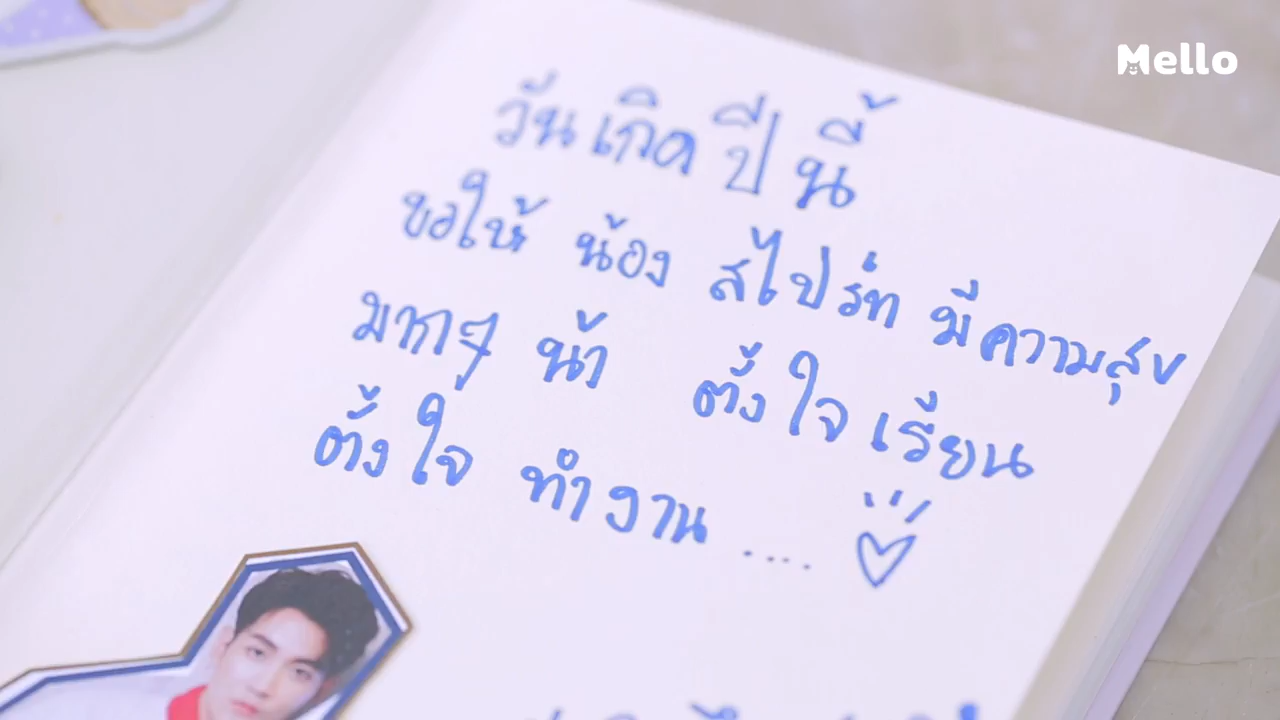 Mello
วันเกิดปีนี้
ขอให้ น้อง สไปร์ท มีความสุข
มากๆ น้า ตั้งใจเรียน
ตั้งใจ ทำงาน ....